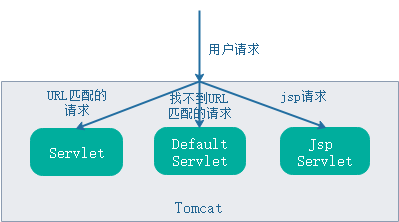 用户请求
URL匹配的
请求
找不到URL
匹配的请求
jsp请求
Servlet
Default
Servlet
Jsp
Servlet
Tomcat